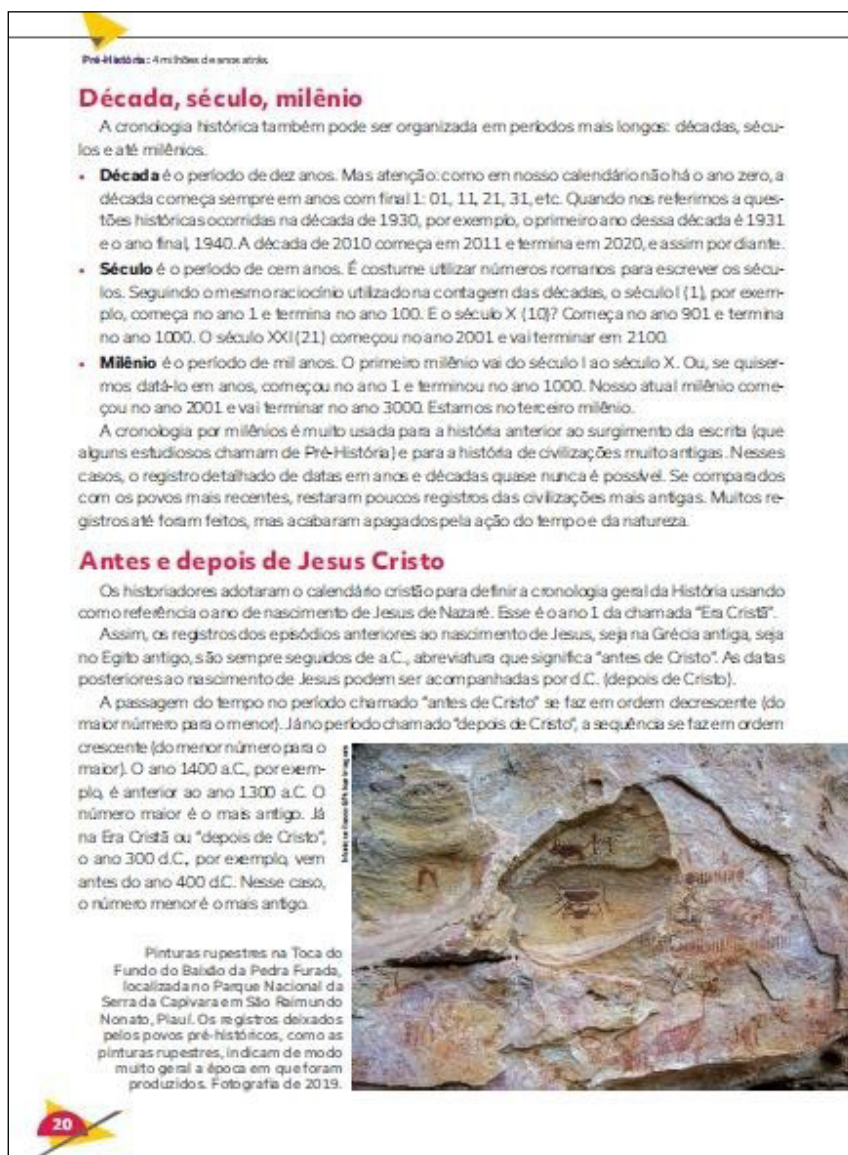 Pré-História: 4 milhões de anos atrás.
Década, século, milênio
A cronologia histórica também pode ser organizada em períodos mais longos: décadas, sécu-
los e até milênios.
• Década é o período de dez anos. Mas atenção: como em nosso calendário não há o ano zero, a
década começa sempre em anos com final 1: 01, 11, 21, 31, etc. Quando nos referimos a ques-
tões históricas ocorridas na década de 1930, por exemplo, o primeiro ano dessa década é 1931
e o ano final, 1940. A década de 2010 começa em 2011 e termina em 2020, e assim por diante.
• Século é o período de cem anos. É costume utilizar números romanos para escrever os sécu-
los. Seguindo o mesmo raciocínio utilizado na contagem das décadas, o século I (1), por exem-
plo, começa no ano 1 e termina no ano 100. E o século X (10)? Começa no ano 901 e termina
no ano 1000. O século XXI (21) começou no ano 2001 e vai terminar em 2100.
• Milênio é o período de mil anos. O primeiro milênio vai do século I ao século X. Ou, se quiser-
mos datá-lo em anos, começou no ano 1 e terminou no ano 1000. Nosso atual milênio come-
çou no ano 2001 e vai terminar no ano 3000. Estamos no terceiro milênio.
A cronologia por milênios é muito usada para a história anterior ao surgimento da escrita (que
alguns estudiosos chamam de Pré-História) e para a história de civilizações muito antigas. Nesses
casos, o registro detalhado de datas em anos e décadas quase nunca é possível. Se comparados
com os povos mais recentes, restaram poucos registros das civilizações mais antigas. Muitos re-
gistros até foram feitos, mas acabaram apagados pela ação do tempo e da natureza.
Antes e depois de Jesus Cristo
Os historiadores adotaram o calendário cristão para definir a cronologia geral da História usando
como referência o ano de nascimento de Jesus de Nazaré. Esse é o ano 1 da chamada "Era Cristã".
Assim, os registros dos episódios anteriores ao nascimento de Jesus, seja na Grécia antiga, seja
no Egito antigo, são sempre seguidos de a.C., abreviatura que significa "antes de Cristo". As datas
posteriores ao nascimento de Jesus podem ser acompanhadas por d.C. (depois de Cristo).
A passagem do tempo no período chamado "antes de Cristo" se faz em ordem decrescente (do
maior número para o menor). Já no período chamado "depois de Cristo", a sequência se faz em ordem
crescente (do menor número para o
maior). O ano 1400 a.C., por exem-
plo, é anterior ao ano 1300 a.C. O
número maior é o mais antigo. Já
na Era Cristã ou "depois de Cristo",
o ano 300 d.C., por exemplo, vem
antes do ano 400 d.C. Nesse caso,
o número menor é o mais antigo.
Pinturas rupestres na Toca do
Fundo do Baixão da Pedra Furada,
localizada no Parque Nacional da
Serra da Capivara em São Raimundo
Nonato, Piauí. Os registros deixados
pelos povos pré-históricos, como as
pinturas rupestres, indicam de modo
muito geral a época em que foram
produzidos. Fotografia de 2019.
20